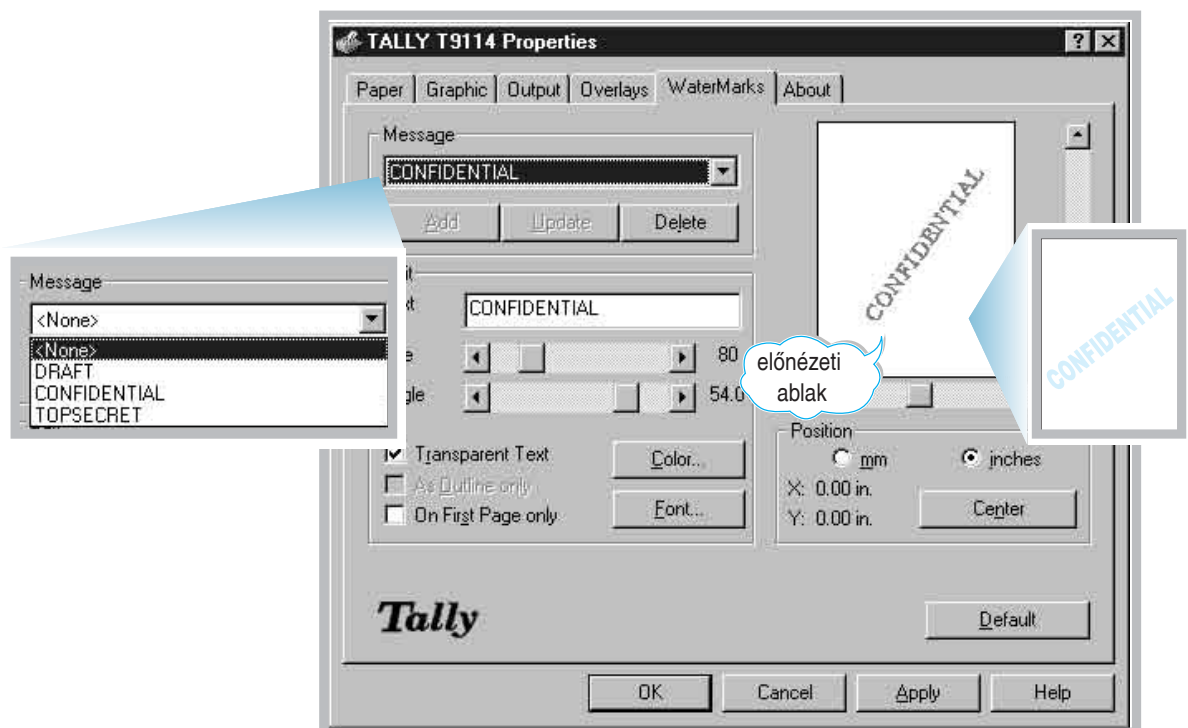 TALLY T9114 Properties
Paper Graphic Output Overlays WaterMarks About
Message
CONFIDENTIAL
Add Update Delete
CONFIDENTIAL
80
54.0
Transparent Text
As Outline only
On First Page only
Color...
Font...
CONFIDENTIAL
előnézeti
ablak
Position
mm inches
X: 0.00 in.
Y: 0.00 in.
Center
Tally
Default
OK Cancel Apply Help
Message
<None>
<None>
DRAFT
CONFIDENTIAL
TOPSECRET
CONFIDENTIAL